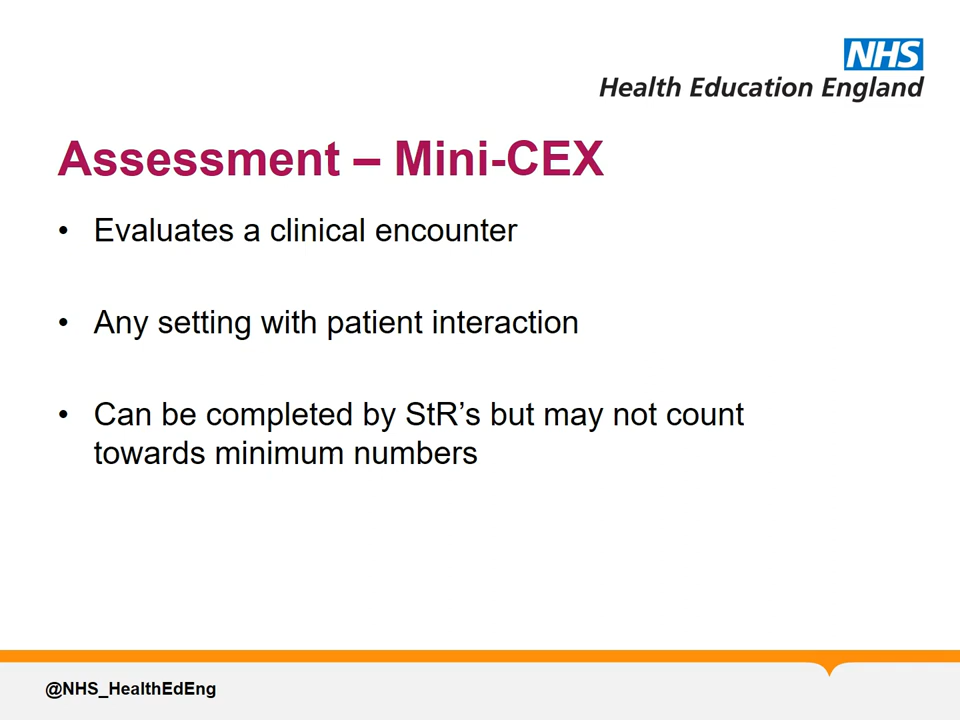 NHS
Health Education England
Assessment – Mini-CEX
• Evaluates a clinical encounter
• Any setting with patient interaction
• Can be completed by StR’s but may not count
towards minimum numbers
@NHS_HealthEdEng